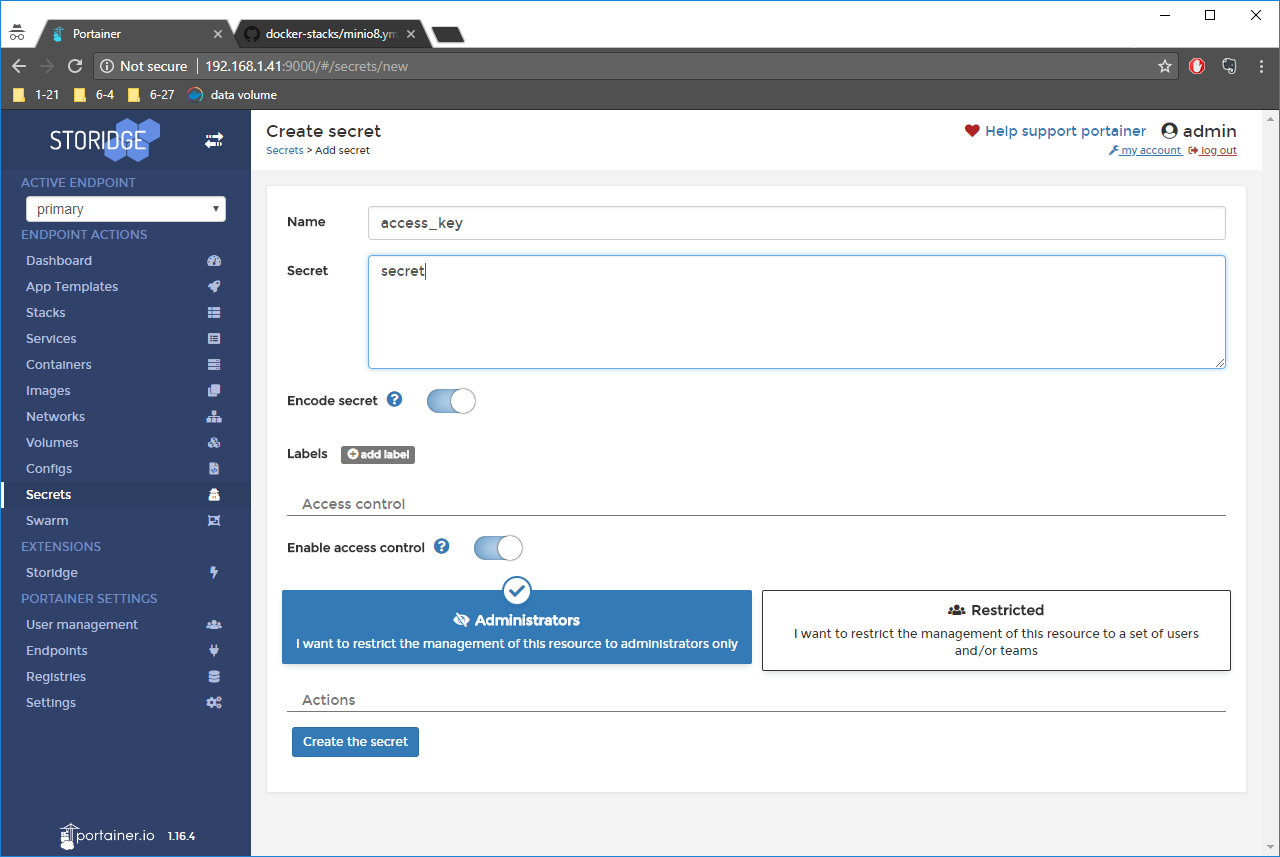 Portainer
docker-stacks/minio8.ym
Not secure
192.168.1.41:9000/#/secrets/new
1-21
6-4
6-27
data volume
STORIDGE
ACTIVE ENDPOINT
primary
ENDPOINT ACTIONS
Dashboard
App Templates
Stacks
Services
Containers
Images
Networks
Volumes
Configs
Secrets
Swarm
EXTENSIONS
Storidge
PORTAINER SETTINGS
User management
Endpoints
Registries
Settings
portainer.io 1.16.4
Create secret
Secrets > Add secret
Help support portainer
admin
my account
log out
Name
access_key
Secret
secret
Encode secret
Labels
add label
Access control
Enable access control
Administrators
I want to restrict the management of this resource to administrators only
Restricted
I want to restrict the management of this resource to a set of users
and/or teams
Actions
Create the secret